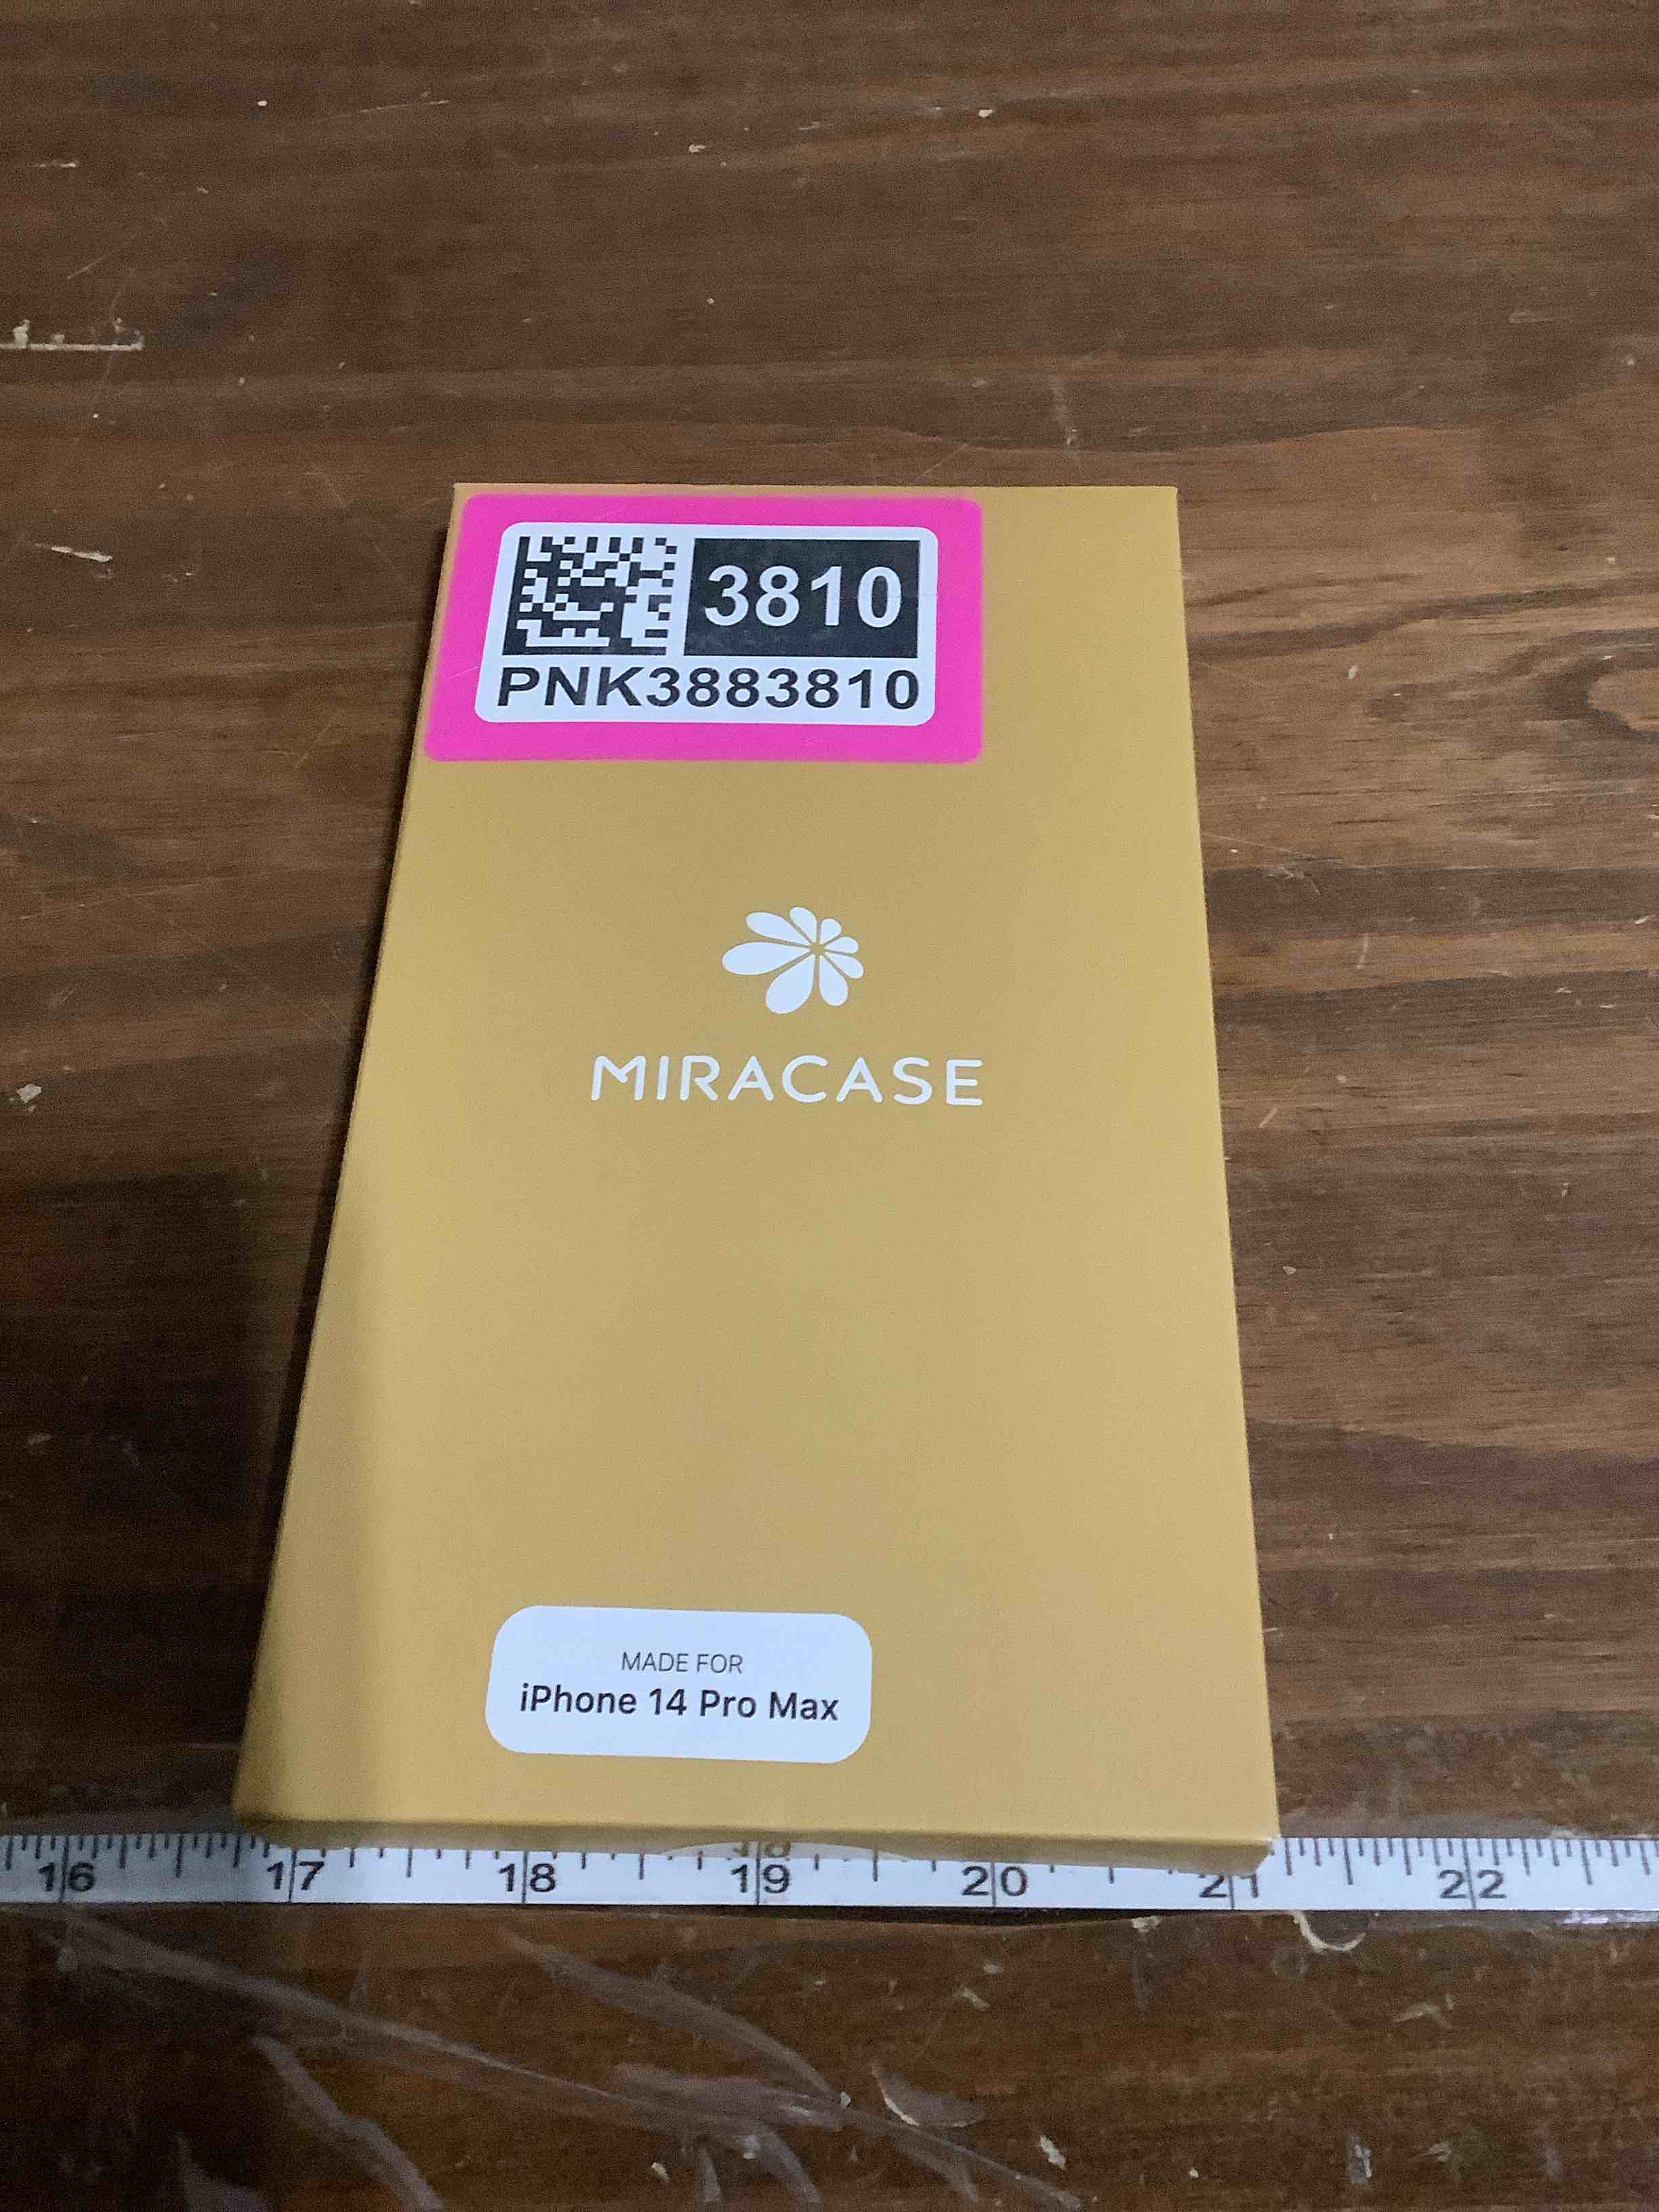 3810
PNK3883810
MIRACASE
MADE FOR
iPhone 14 Pro Max
16 17 18 19 20 21 22